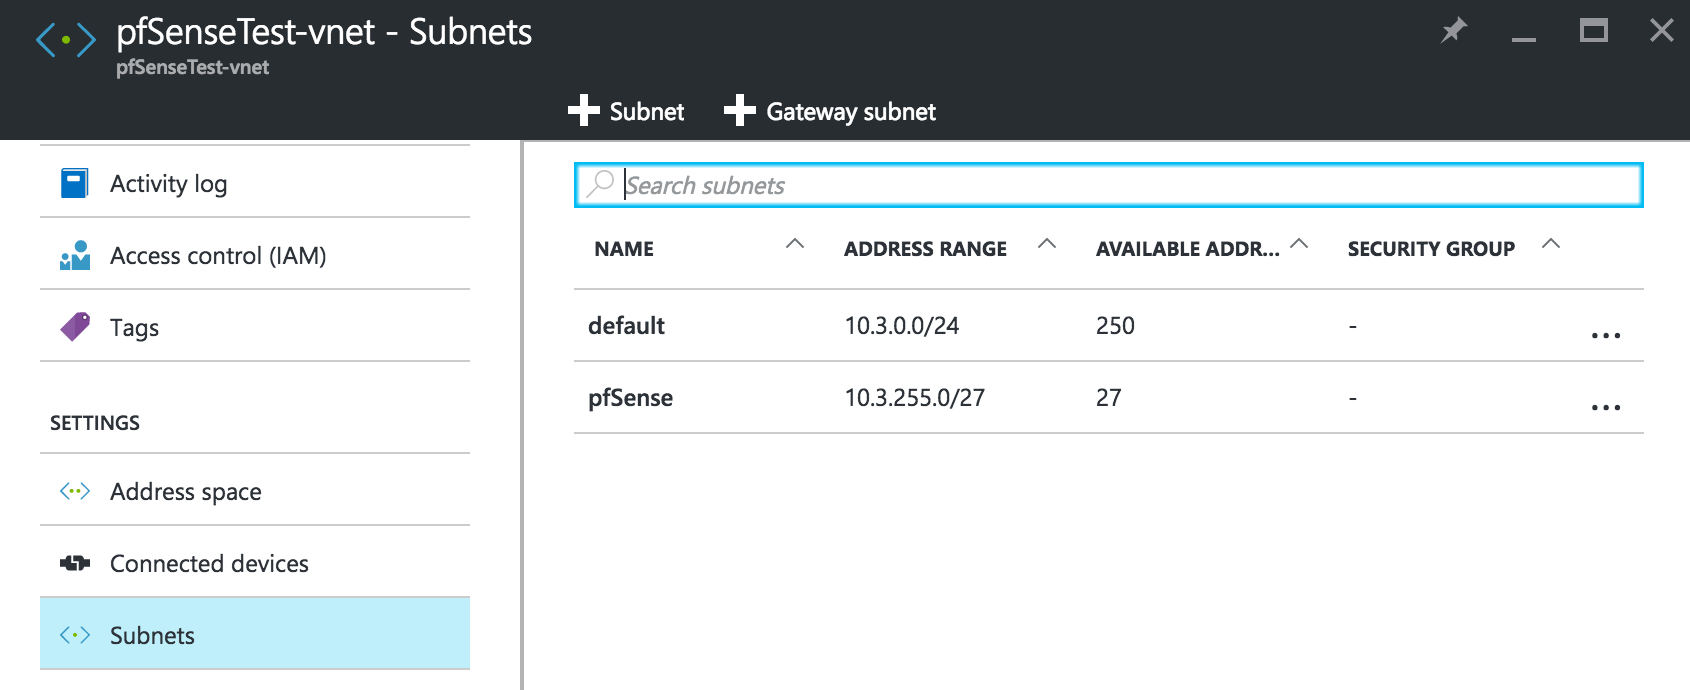 pfSenseTest-vnet - Subnets
pfSenseTest-vnet
Subnet Gateway subnet
Activity log
Access control (IAM)
Tags
SETTINGS
Address space
Connected devices
Subnets
Search subnets
NAME ADDRESS RANGE AVAILABLE ADDR... SECURITY GROUP
default 10.3.0.0/24 250 - ...
pfSense 10.3.255.0/27 27 - ...